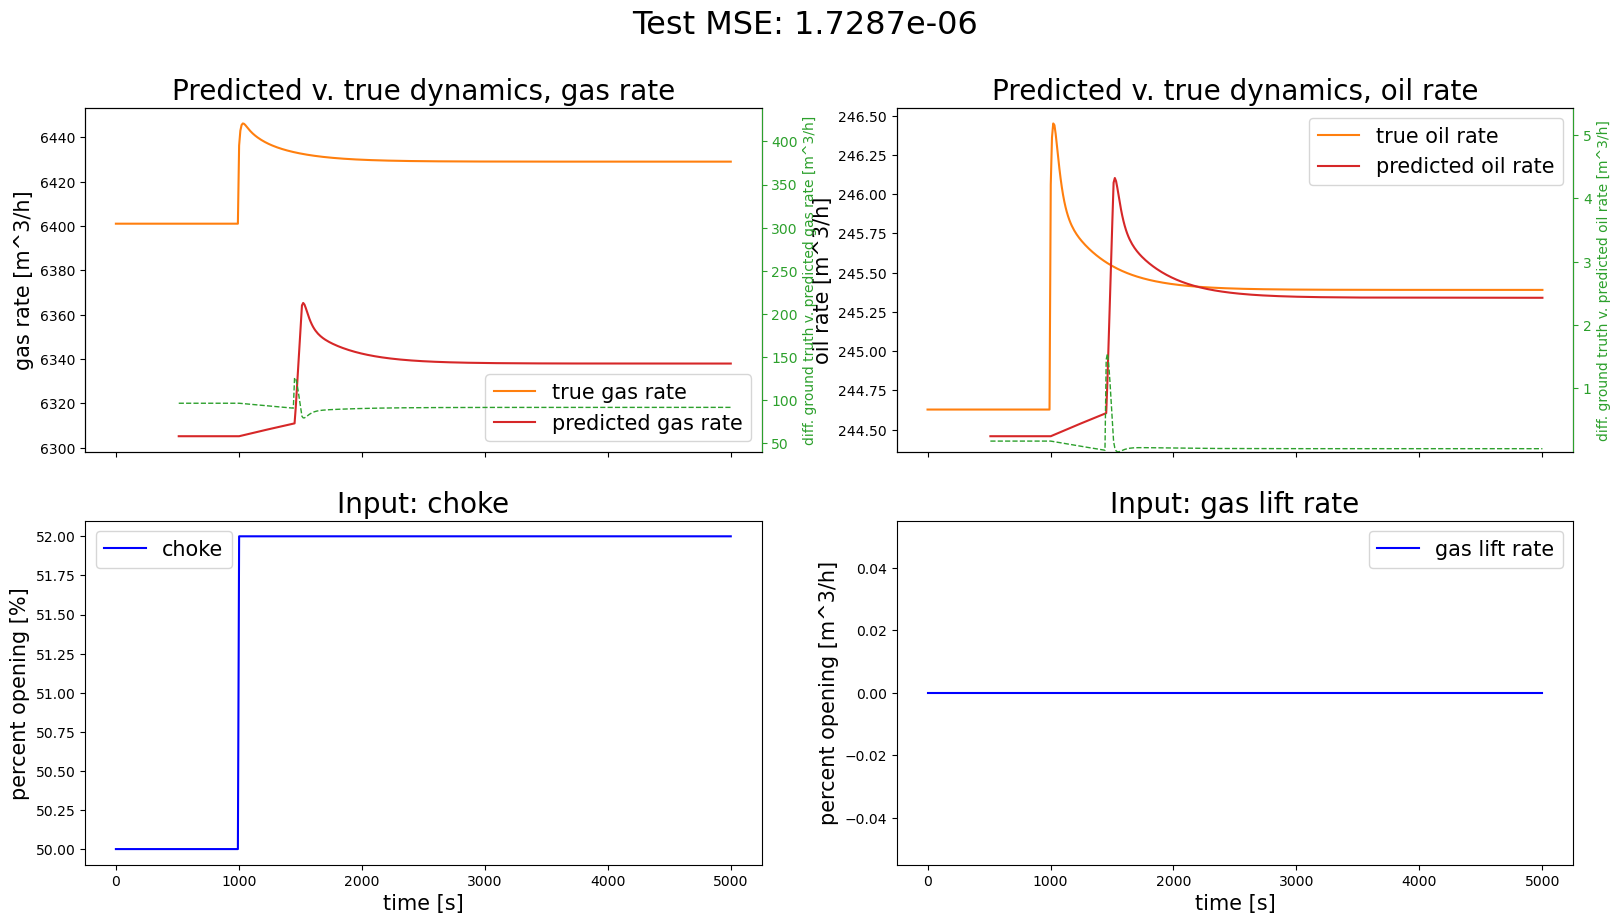 Test MSE: 1.7287e-06
Predicted v. true dynamics, gas rate
gas rate [m^3/h]
6440
6420
6400
6380
6360
6340
6320
6300
400
350
300
250
200
150
100
50
diff. ground truth v. predicted gas rate [m^3/h]
true gas rate
predicted gas rate
Predicted v. true dynamics, oil rate
oil rate [m^3/h]
246.50
246.25
246.00
245.75
245.50
245.25
245.00
244.75
244.50
5
4
3
2
1
diff. ground truth v. predicted oil rate [m^3/h]
true oil rate
predicted oil rate
Input: choke
percent opening [%]
52.00
51.75
51.50
51.25
51.00
50.75
50.50
50.25
50.00
choke
0 1000 2000 3000 4000 5000
time [s]
Input: gas lift rate
percent opening [m^3/h]
0.04
0.02
0.00
−0.02
−0.04
gas lift rate
0 1000 2000 3000 4000 5000
time [s]